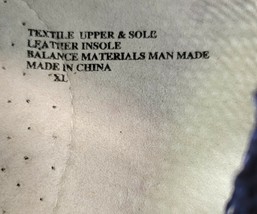 TEXTILE UPPER & SOLE
LEATHER INSOLE
BALANCE MATERIALS MAN MADE
MADE IN CHINA
XL